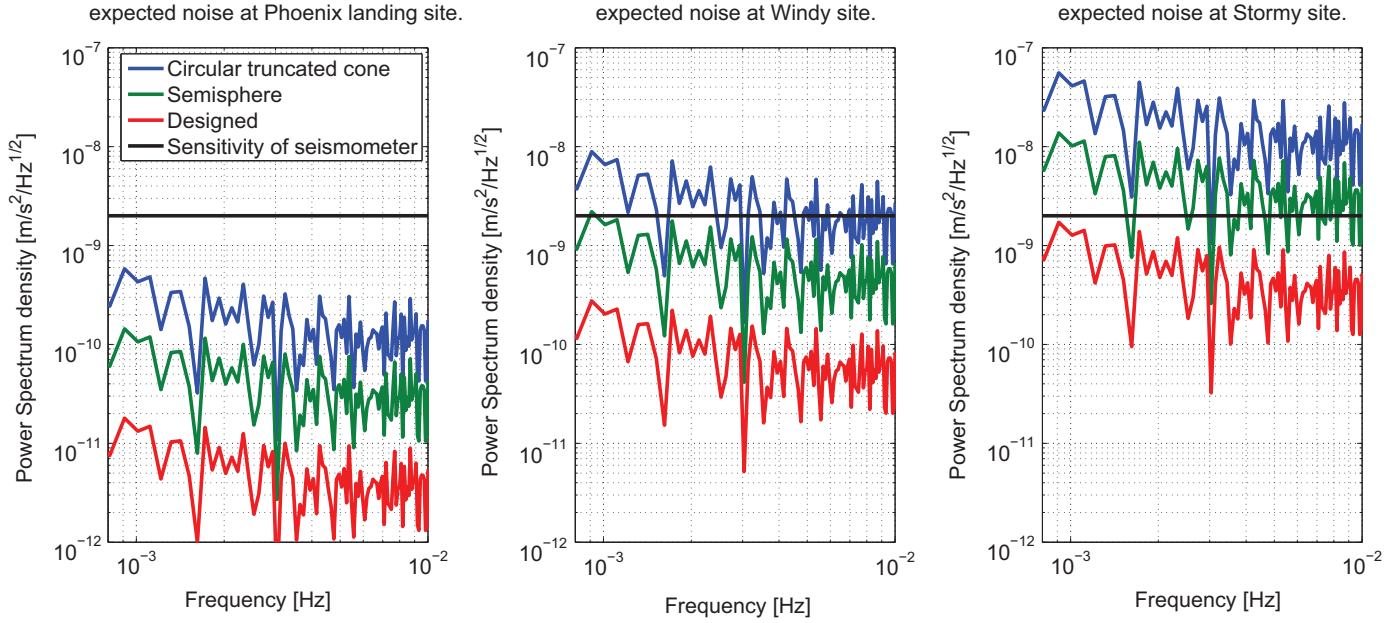 expected noise at Phoenix landing site.
10^−7
10^−8
10^−9
10^−10
10^−11
10^−12
Power Spectrum density [m/s^2/Hz^1/2]
Circular truncated cone
Semisphere
Designed
Sensitivity of seismometer
10^−3
10^−2
Frequency [Hz]
expected noise at Windy site.
10^−7
10^−8
10^−9
10^−10
10^−11
10^−12
Power Spectrum density [m/s^2/Hz^1/2]
10^−3
10^−2
Frequency [Hz]
expected noise at Stormy site.
10^−7
10^−8
10^−9
10^−10
10^−11
10^−12
Power Spectrum density [m/s^2/Hz^1/2]
10^−3
10^−2
Frequency [Hz]